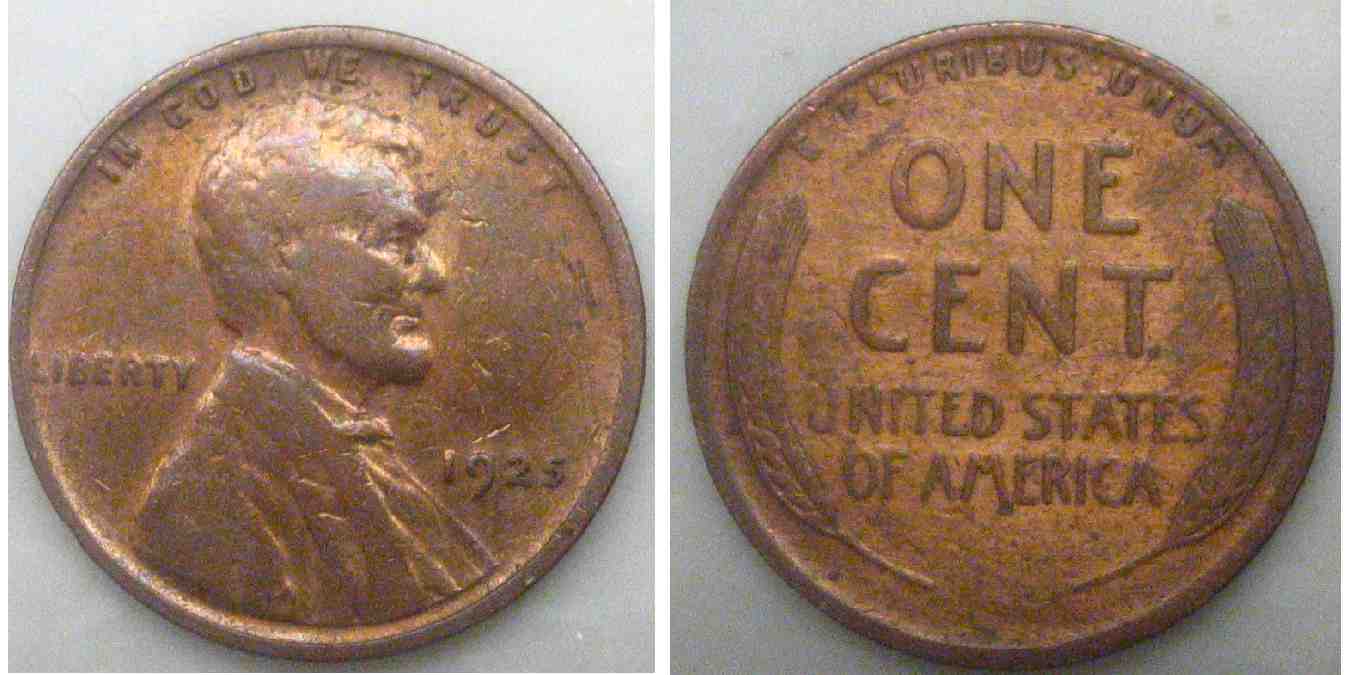 IN GOD WE TRUST
LIBERTY
1925
E PLURIBUS UNUM
ONE
CENT
UNITED STATES
OF AMERICA